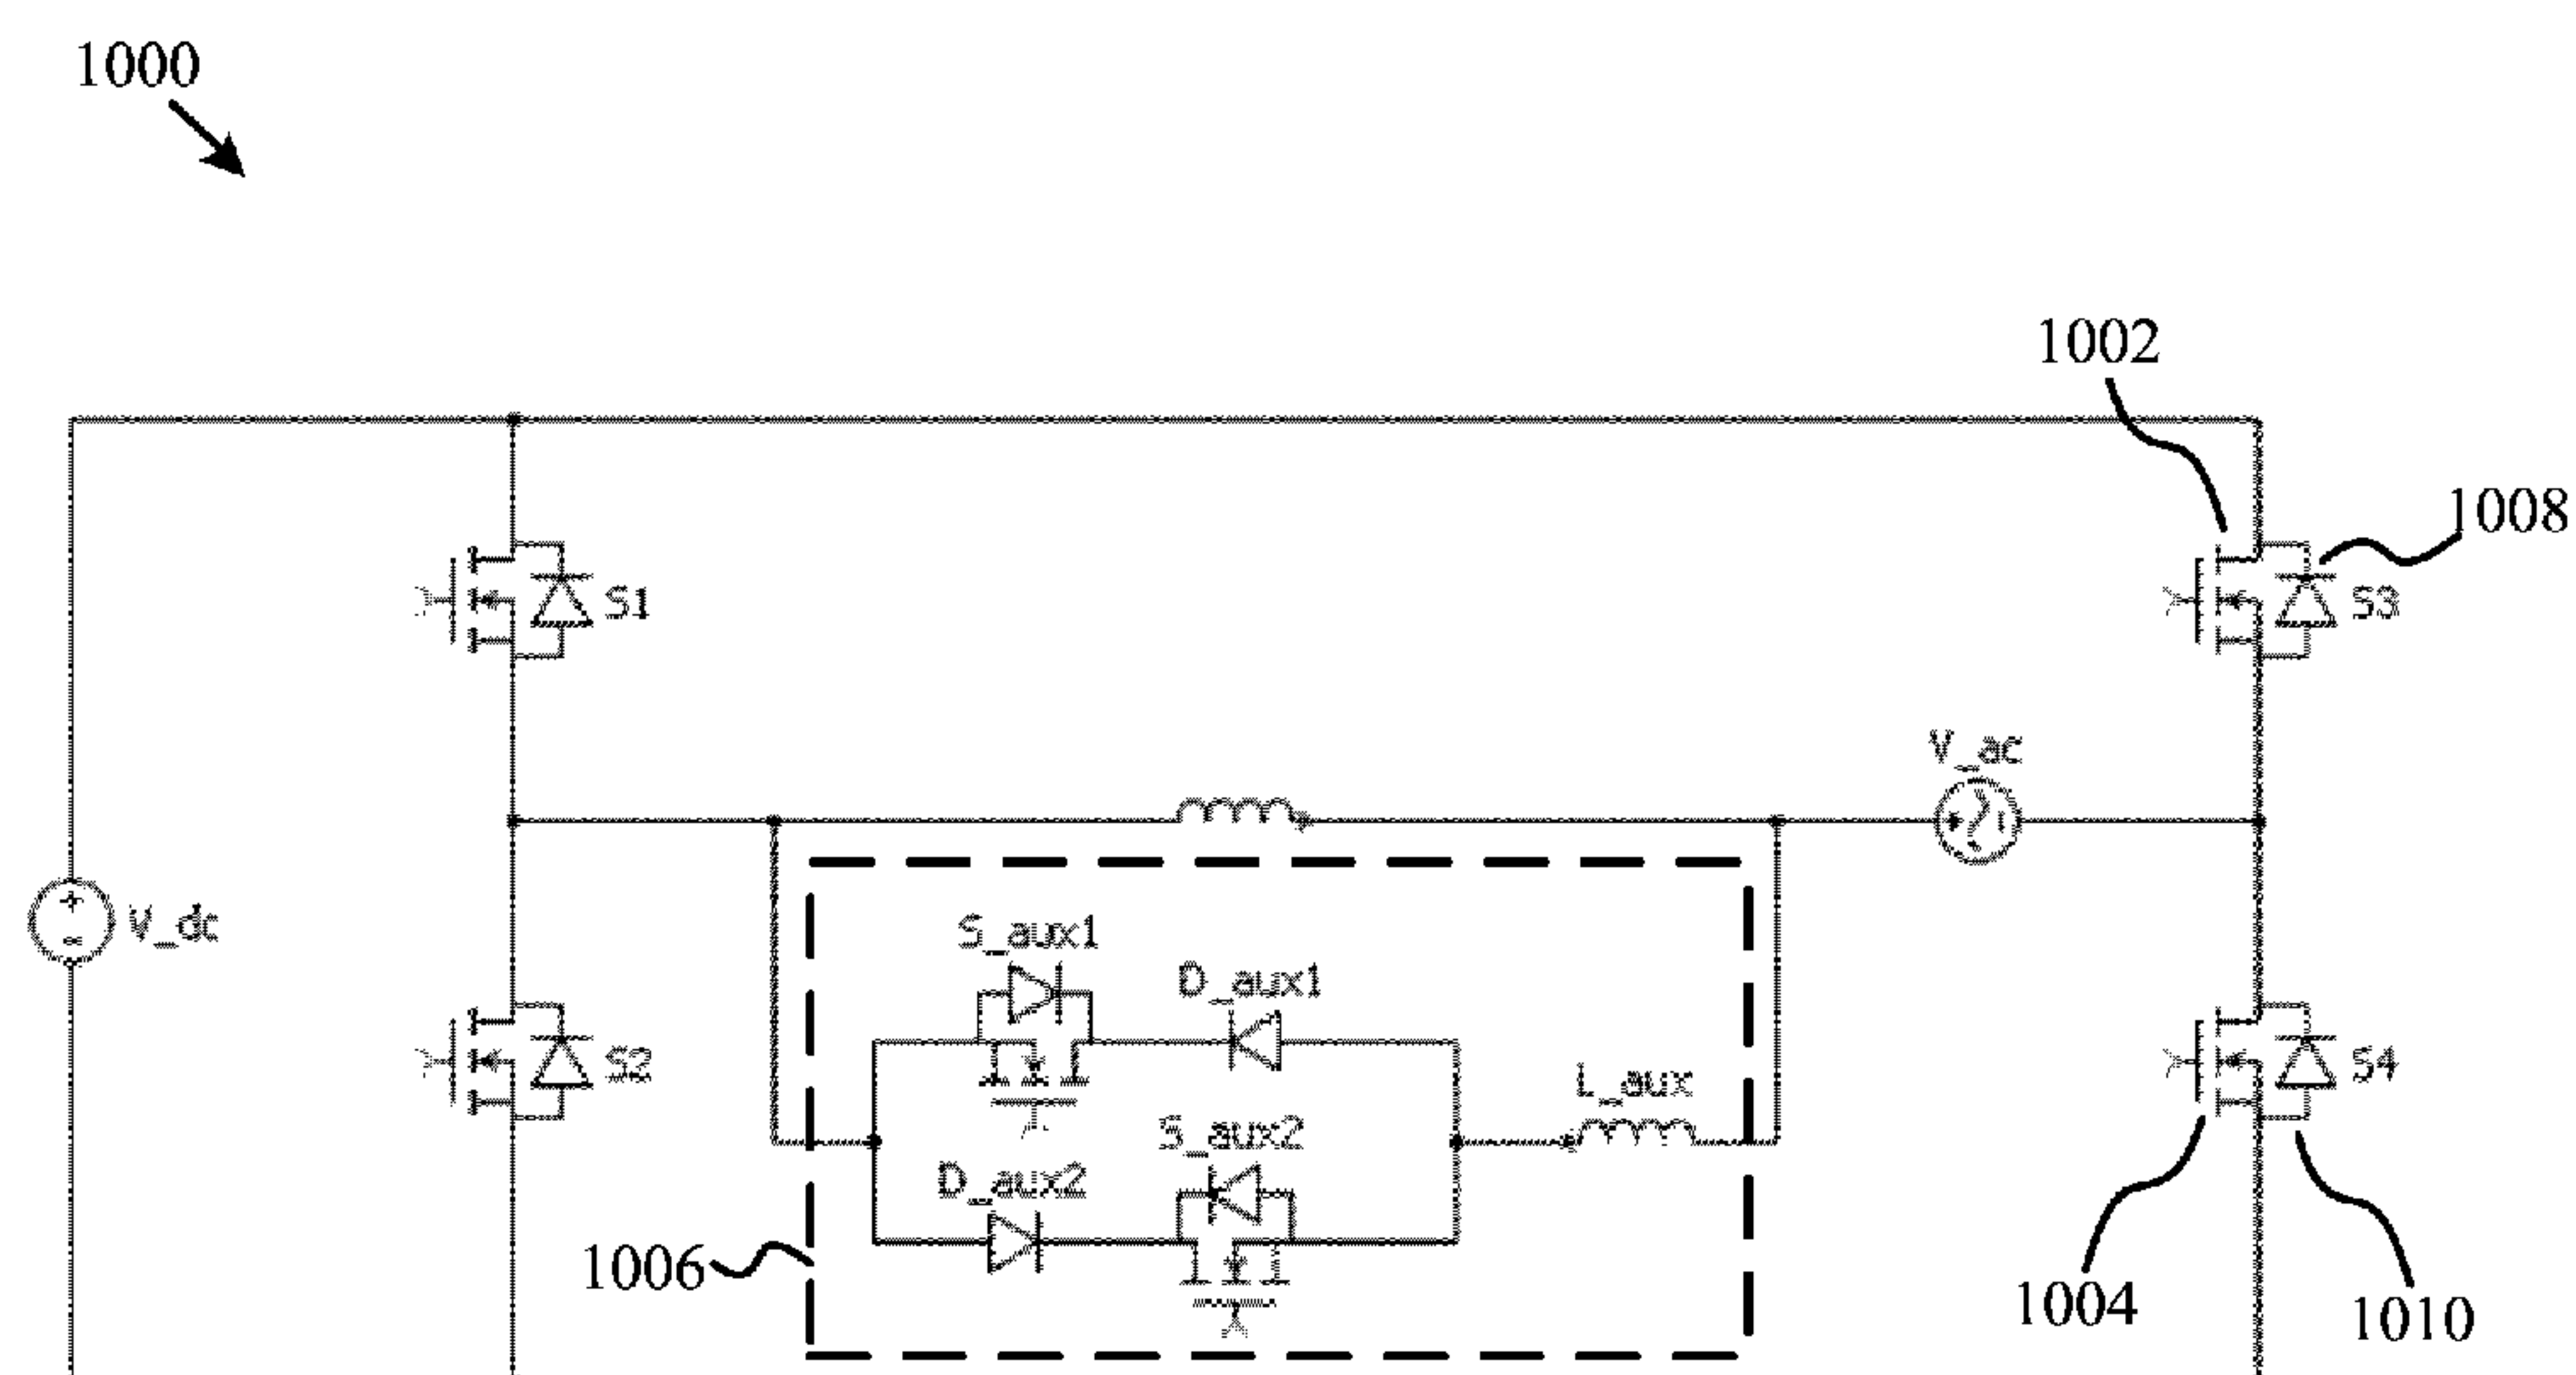 1000
1002
1008
S1
S3
V_ac
V_dc
S_aux1
D_aux1
S2
S4
L_aux
S_aux2
D_aux2
1006
1004
1010